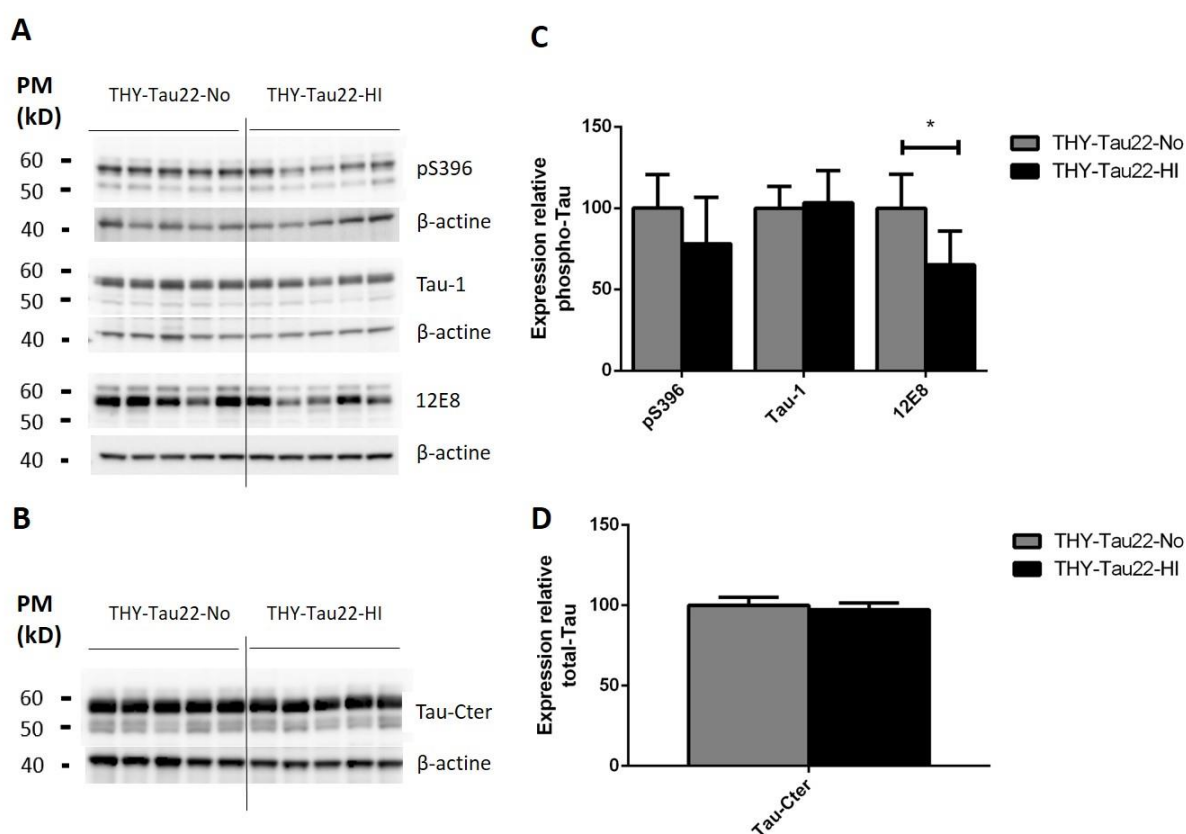 A
PM
(kD)
THY-Tau22-No
THY-Tau22-HI
60
50
pS396
40
β-actine
60
50
Tau-1
40
β-actine
60
50
12E8
40
β-actine
B
PM
(kD)
THY-Tau22-No
THY-Tau22-HI
60
50
Tau-Cter
40
β-actine
C
Expression relative
phospho-Tau
150
100
50
0
*
pS396
Tau-1
12E8
THY-Tau22-No
THY-Tau22-HI
D
Expression relative
total-Tau
150
100
50
0
Tau-Cter
THY-Tau22-No
THY-Tau22-HI